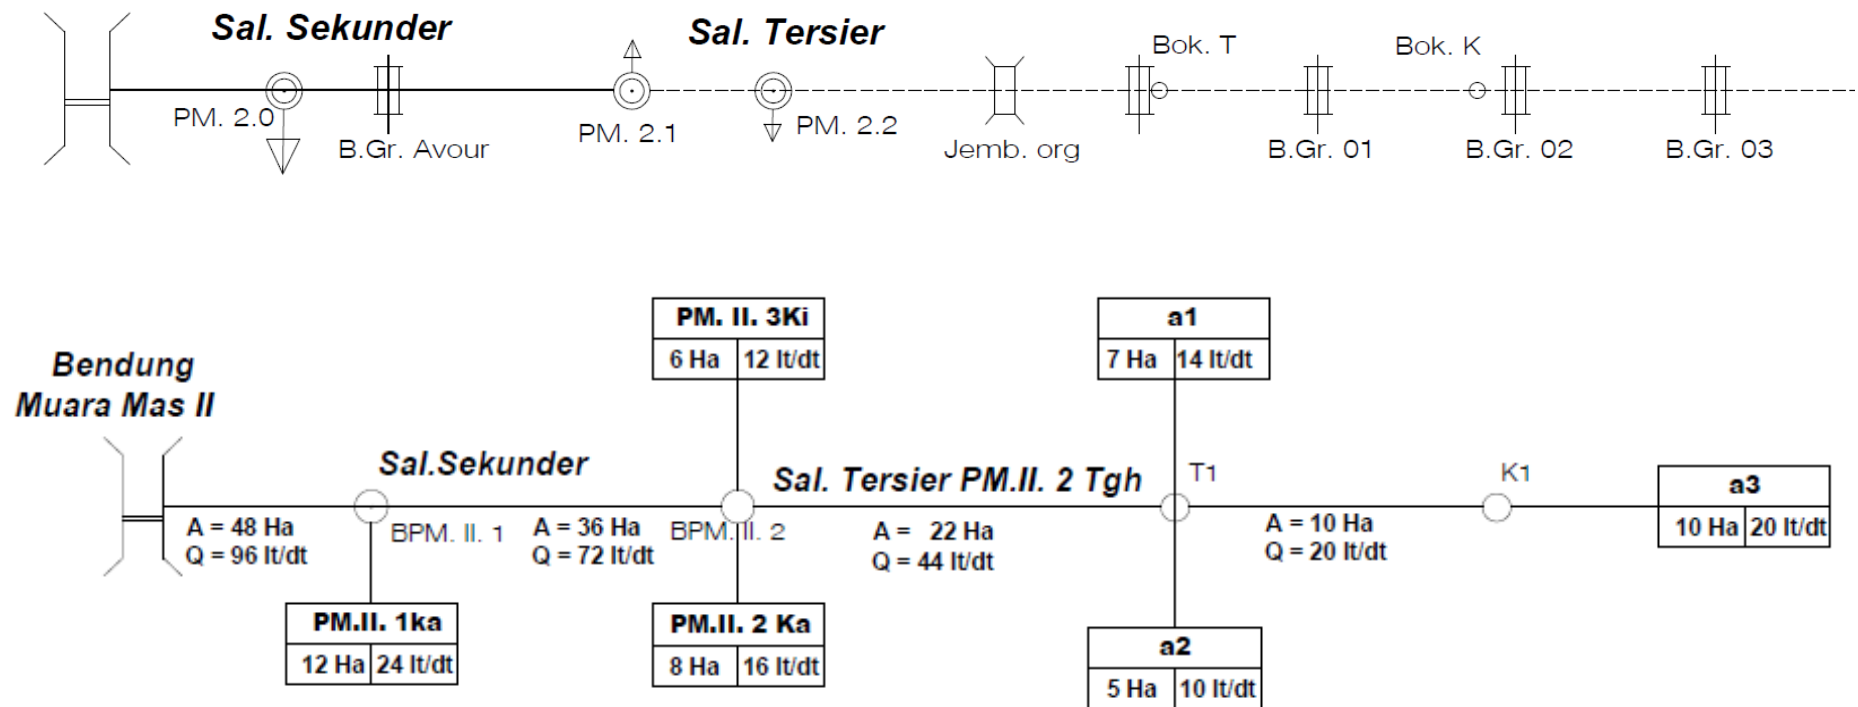 Sal. Sekunder
Sal. Tersier
Bok. T
Bok. K
PM. 2.0
B.Gr. Avour
PM. 2.1
PM. 2.2
Jemb. org
B.Gr. 01
B.Gr. 02
B.Gr. 03
PM. II. 3Ki
6 Ha 12 lt/dt
a1
7 Ha 14 lt/dt
Bendung
Muara Mas II
Sal.Sekunder
Sal. Tersier PM.II. 2 Tgh
T1
K1
a3
10 Ha 20 lt/dt
A = 48 Ha
Q = 96 lt/dt
BPM. II. 1
A = 36 Ha
Q = 72 lt/dt
BPM. II. 2
A = 22 Ha
Q = 44 lt/dt
A = 10 Ha
Q = 20 lt/dt
PM.II. 1ka
12 Ha 24 lt/dt
PM.II. 2 Ka
8 Ha 16 lt/dt
a2
5 Ha 10 lt/dt